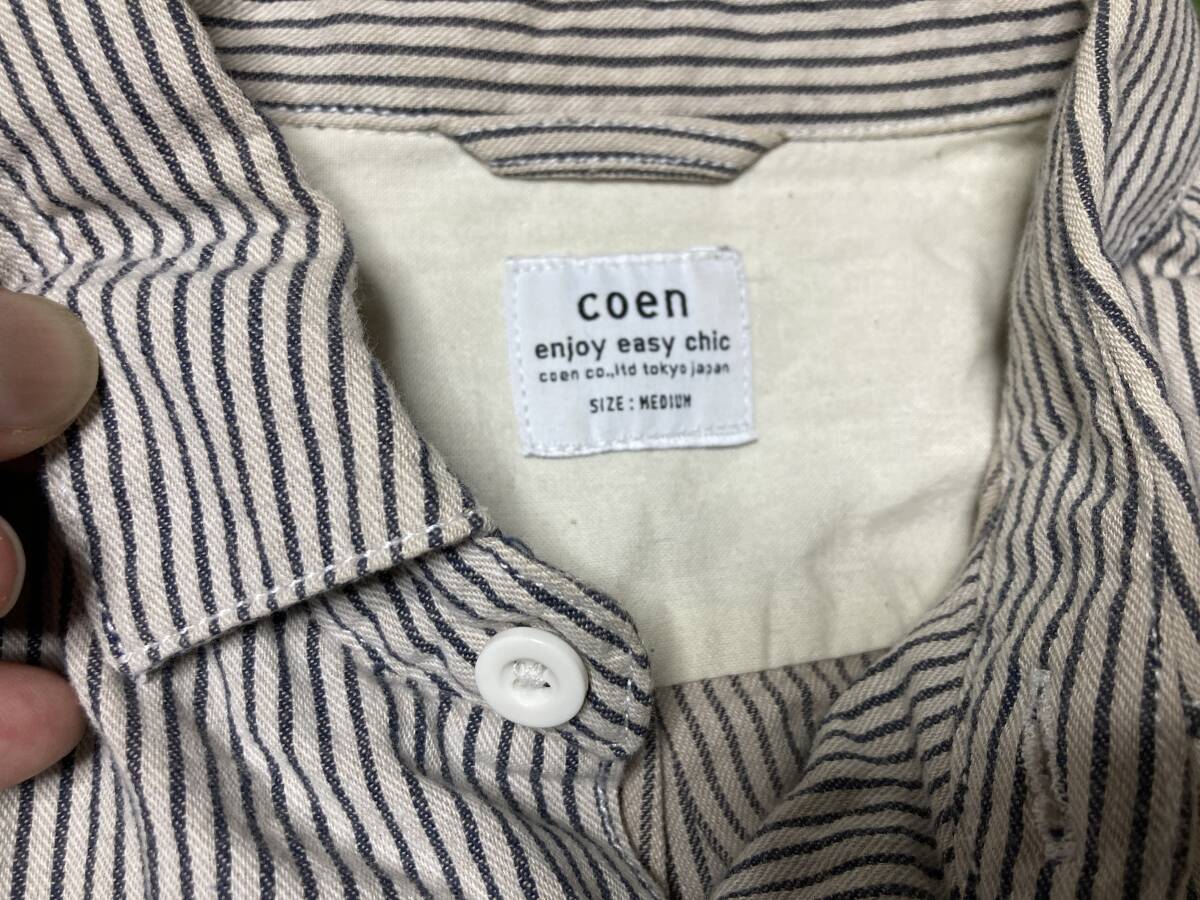 coen
enjoy easy chic
coen co.,ltd tokyo japan
SIZE : MEDIUM